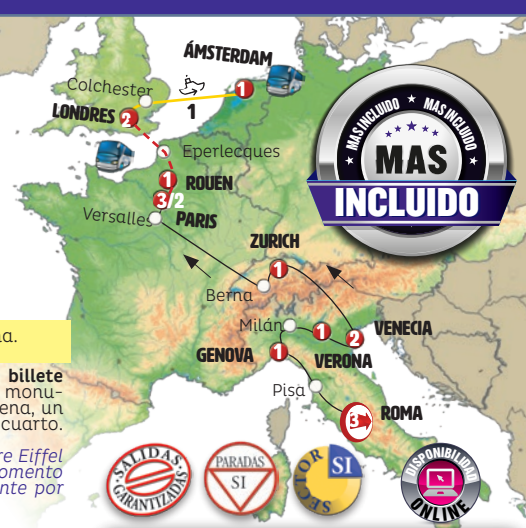 ÁMSTERDAM
Colchester
1
1
LONDRES
2
Eperlecques
1
ROUEN
3/2
Versalles
PARIS
MAS INCLUIDO ★ MAS INCLUIDO
MAS
INCLUIDO
ZURICH
1
Berna
Milán
1
VENECIA
2
GENOVA
1
VERONA
Pisa
3
ROMA
na.
billete
monu-
ena, un
cuarto.
re Eiffel
omento
nte por
SALIDAS
GARANTIZADAS
PARADAS
SI
SECTOR
SI
DISPONIBILIDAD
ONLINE